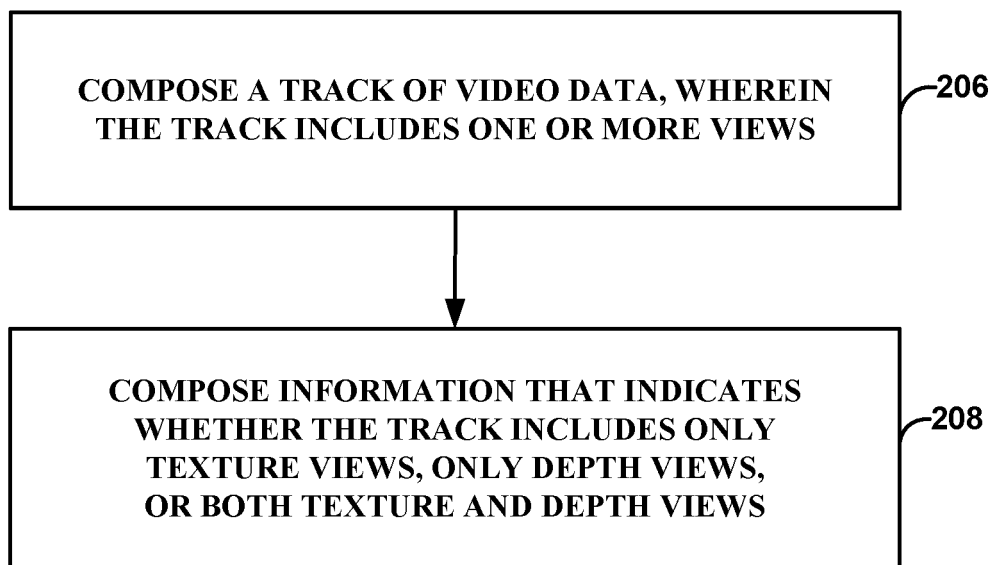 COMPOSE A TRACK OF VIDEO DATA, WHEREIN
THE TRACK INCLUDES ONE OR MORE VIEWS
206
COMPOSE INFORMATION THAT INDICATES
WHETHER THE TRACK INCLUDES ONLY
TEXTURE VIEWS, ONLY DEPTH VIEWS,
OR BOTH TEXTURE AND DEPTH VIEWS
208